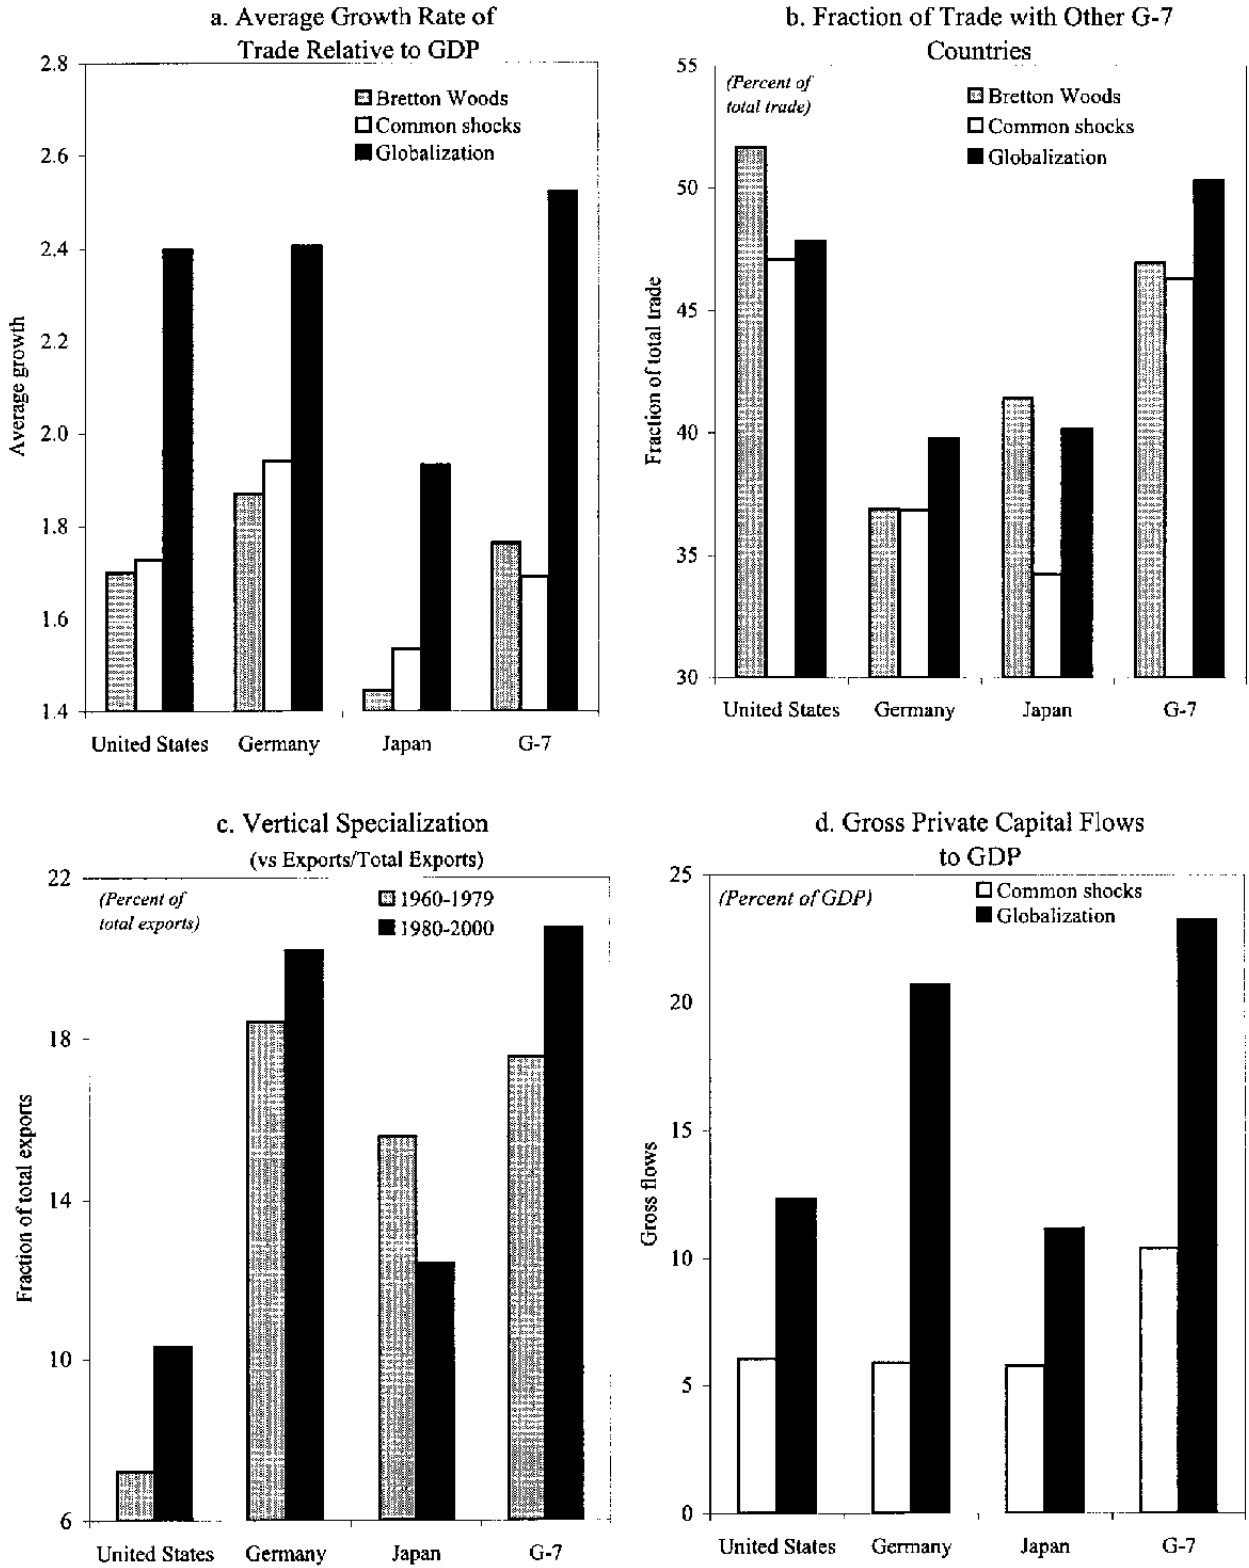 a. Average Growth Rate of
Trade Relative to GDP
2.8
2.6
2.4
2.2
2.0
1.8
1.6
1.4
Average growth
Bretton Woods
Common shocks
Globalization
United States
Germany
Japan
G-7
b. Fraction of Trade with Other G-7
Countries
55
50
45
40
35
30
Fraction of total trade
(Percent of
total trade)
Bretton Woods
Common shocks
Globalization
United States
Germany
Japan
G-7
c. Vertical Specialization
(vs Exports/Total Exports)
22
18
14
10
6
Fraction of total exports
(Percent of
total exports)
1960-1979
1980-2000
United States
Germany
Japan
G-7
d. Gross Private Capital Flows
to GDP
25
20
15
10
5
0
Gross flows
(Percent of GDP)
Common shocks
Globalization
United States
Germany
Japan
G-7